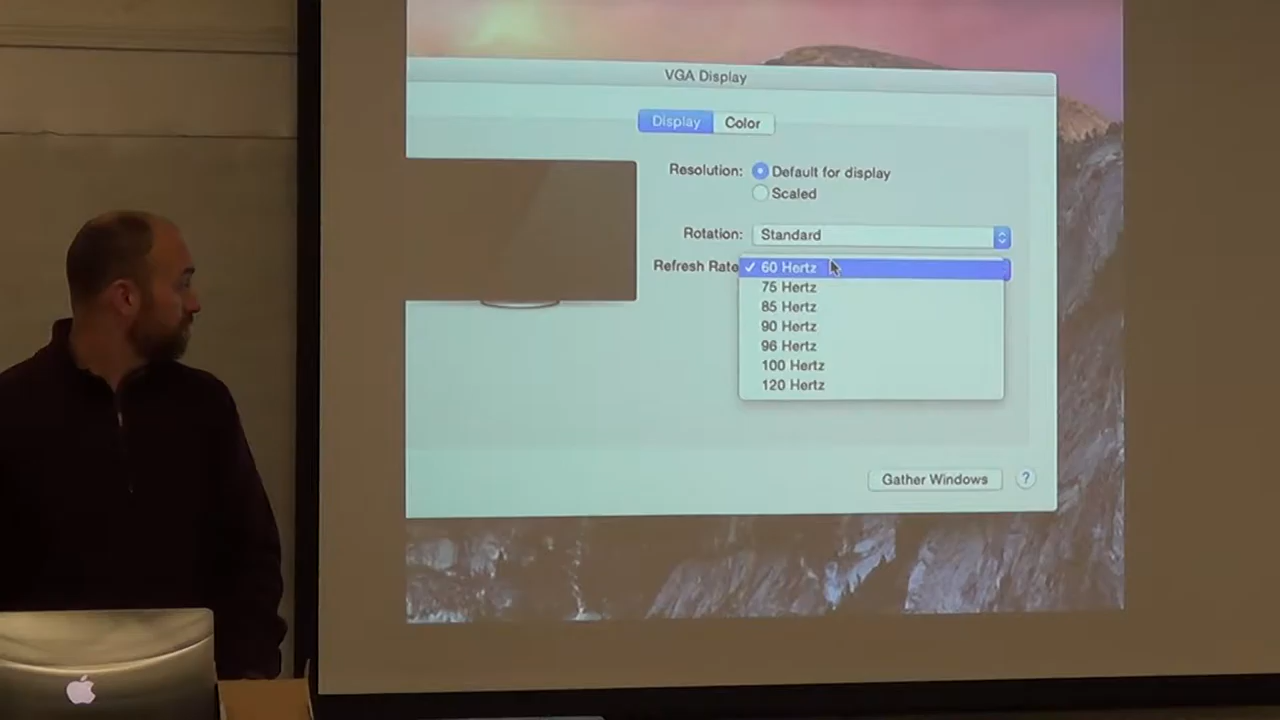 VGA Display
Display Color
Resolution: Default for display
Scaled
Rotation: Standard
Refresh Rate ✓ 60 Hertz
75 Hertz
85 Hertz
90 Hertz
96 Hertz
100 Hertz
120 Hertz
Gather Windows ?